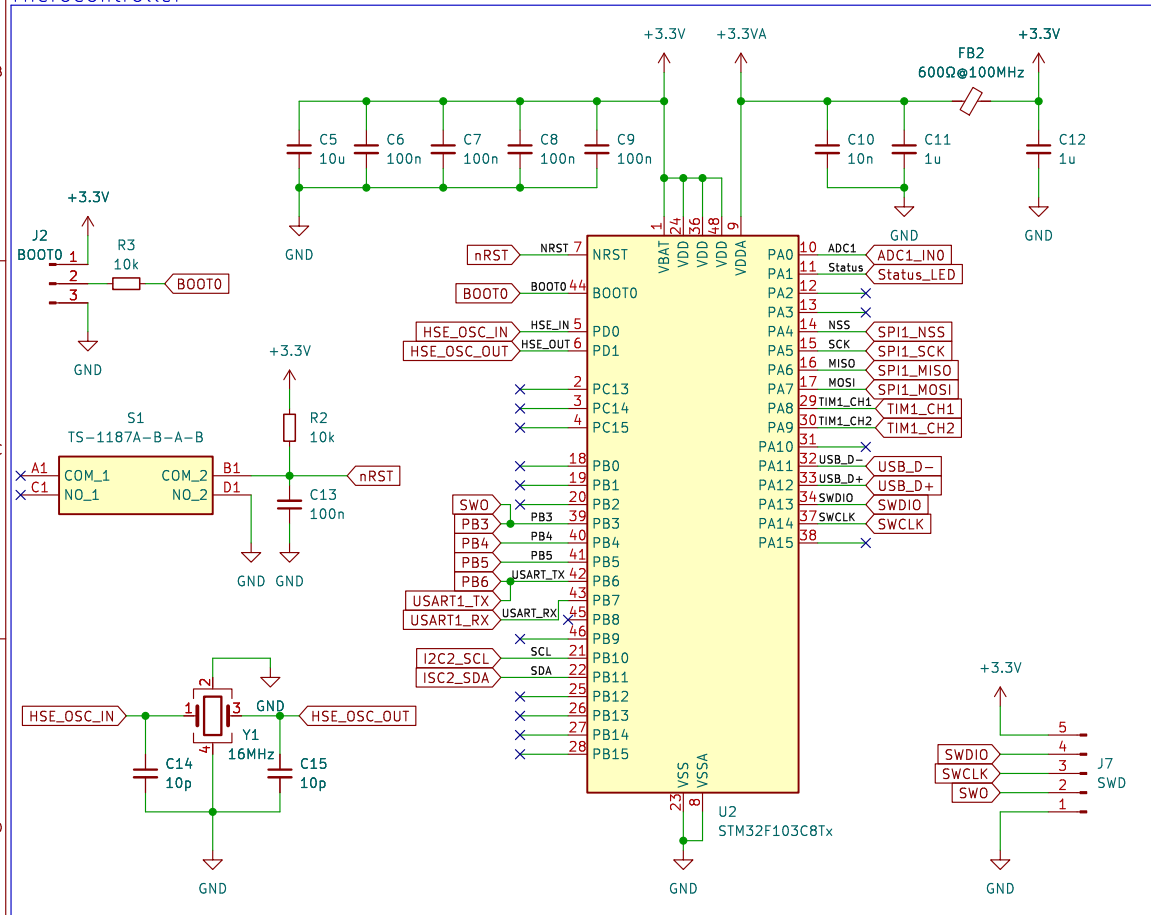 Microcontroller
+3.3V
+3.3VA
+3.3V
FB2
600Ω@100MHz
C5
10u
C6
100n
C7
100n
C8
100n
C9
100n
C10
10n
C11
1u
C12
1u
GND
GND
GND
+3.3V
J2
BOOT0
1
2
3
R3
10k
BOOT0
GND
+3.3V
R2
10k
S1
TS-1187A-B-A-B
A1 COM_1 COM_2 B1
C1 NO_1 NO_2 D1
nRST
C13
100n
GND GND
1 24 36 48 9
VBAT VDD VDD VDD VDDA
nRST NRST 7 NRST
BOOT0 BOOT0 44 BOOT0
HSE_OSC_IN HSE_IN 5 PD0
HSE_OSC_OUT HSE_OUT 6 PD1
2 PC13
3 PC14
4 PC15
18 PB0
19 PB1
20 PB2
SWO
PB3 PB3 39 PB3
PB4 PB4 40 PB4
PB5 PB5 41 PB5
PB6 USART_TX 42 PB6
USART1_TX 43 PB7
USART1_RX USART_RX 45 PB8
46 PB9
I2C2_SCL SCL 21 PB10
ISC2_SDA SDA 22 PB11
25 PB12
26 PB13
27 PB14
28 PB15
PA0 10 ADC1 ADC1_IN0
PA1 11 Status Status_LED
PA2 12
PA3 13
PA4 14 NSS SPI1_NSS
PA5 15 SCK SPI1_SCK
PA6 16 MISO SPI1_MISO
PA7 17 MOSI SPI1_MOSI
PA8 29 TIM1_CH1 TIM1_CH1
PA9 30 TIM1_CH2 TIM1_CH2
PA10 31
PA11 32 USB_D- USB_D-
PA12 33 USB_D+ USB_D+
PA13 34 SWDIO SWDIO
PA14 37 SWCLK SWCLK
PA15 38
VSS VSSA
23 8
U2
STM32F103C8Tx
GND
2
GND
HSE_OSC_IN 1 3 HSE_OSC_OUT
4
Y1
16MHz
C14
10p
C15
10p
GND
+3.3V
5
SWDIO 4
SWCLK 3
SWO 2
1
J7
SWD
GND